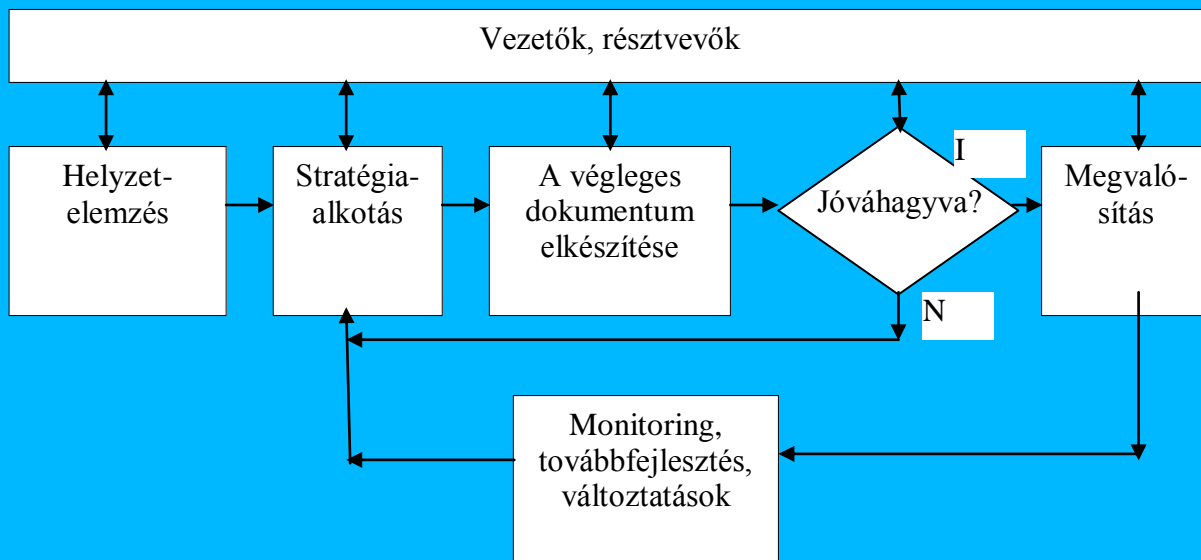 Vezetők, résztvevők
Helyzet-
elemzés
Stratégia-
alkotás
A végleges
dokumentum
elkészítése
Jóváhagyva?
I
Megvaló-
sítás
N
Monitoring,
továbbfejlesztés,
változtatások